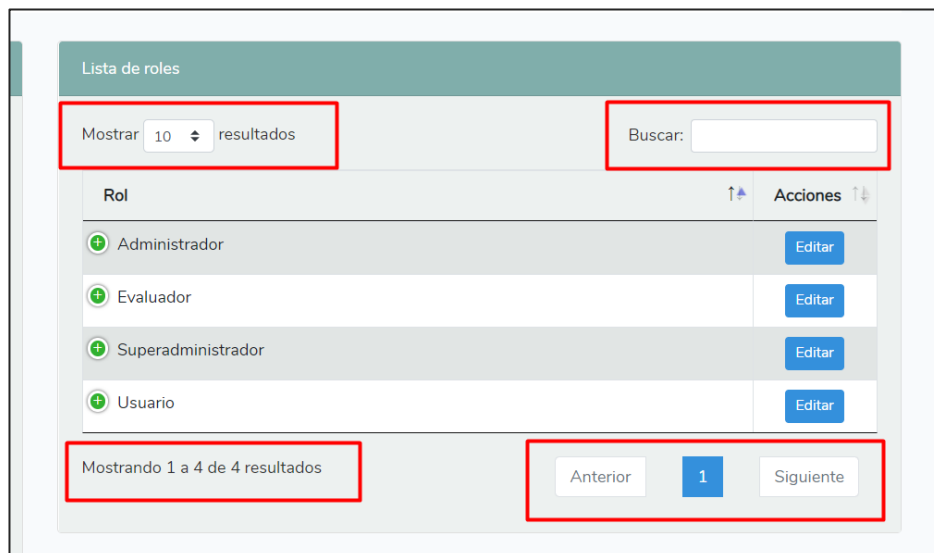 Lista de roles
Mostrar 10 resultados Buscar:
Rol Acciones
Administrador Editar
Evaluador Editar
Superadministrador Editar
Usuario Editar
Mostrando 1 a 4 de 4 resultados Anterior 1 Siguiente